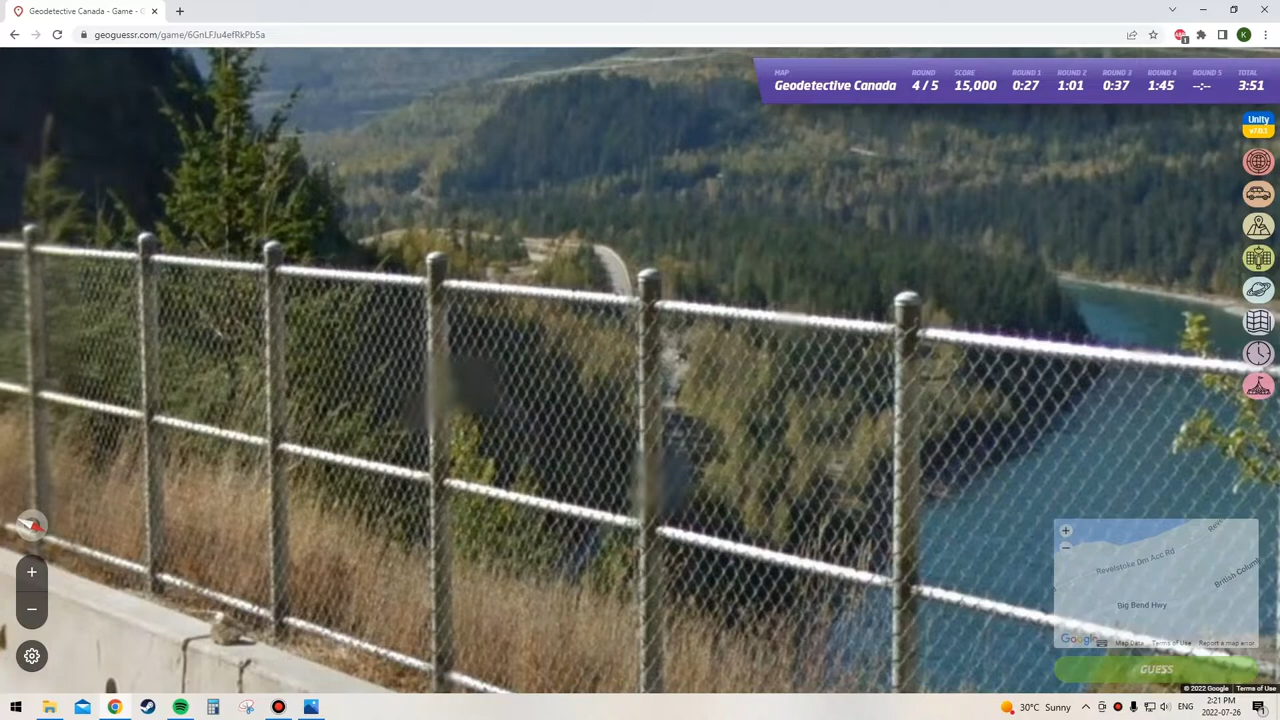 Geodetective Canada - Game - G
geoguessr.com/game/6GnLFJu4efRkPb5a
1
K
MAP ROUND SCORE ROUND 1 ROUND 2 ROUND 3 ROUND 4 ROUND 5 TOTAL
Geodetective Canada 4 / 5 15,000 0:27 1:01 0:37 1:45 --:-- 3:51
Unity
Revelstoke Dm Acc Rd
British Colum
Big Bend Hwy
Google
Map Data Terms of Use Report a map error
GUESS
© 2022 Google Terms of Use
30°C Sunny
ENG
2:21 PM
2022-07-26
1